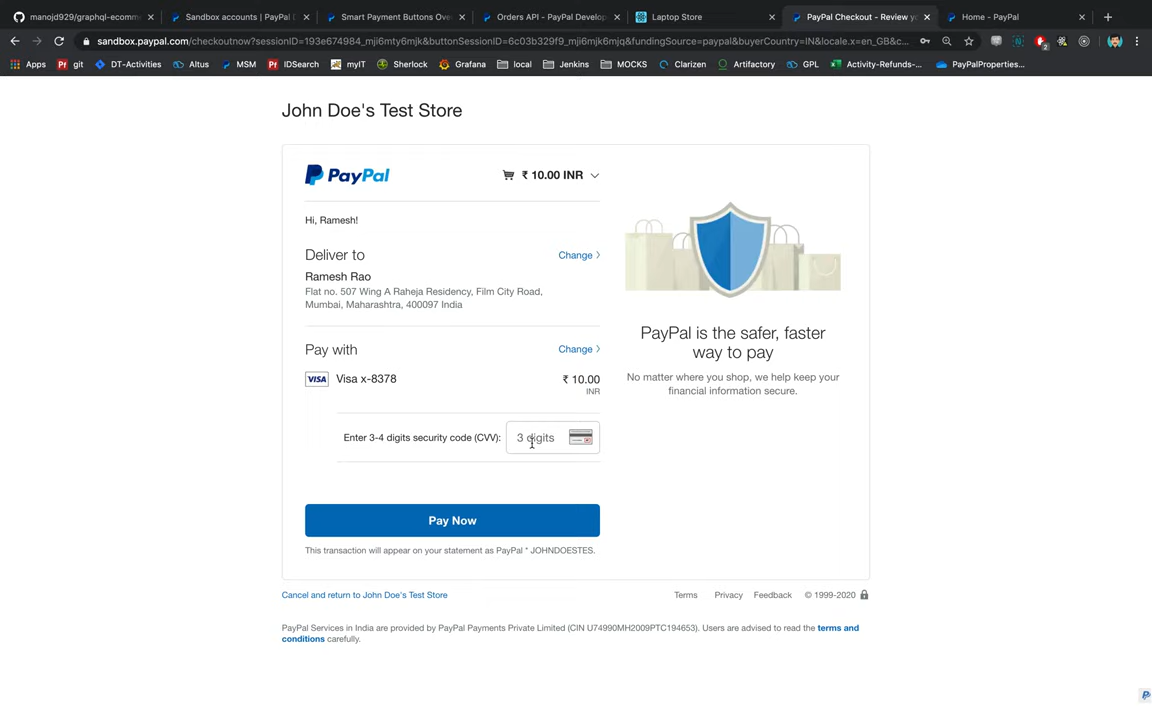 manojd929/graphql-ecomm
Sandbox accounts | PayPal D
Smart Payment Buttons Ove
Orders API - PayPal Develop
Laptop Store
PayPal Checkout - Review yo
Home - PayPal
sandbox.paypal.com/checkoutnow?sessionID=193e674984_mji6mty6mjk&buttonSessionID=6c03b329f9_mji6mjk6mjq&fundingSource=paypal&buyerCountry=IN&locale.x=en_GB&c...
Apps
git
DT-Activities
Altus
MSM
IDSearch
myIT
Sherlock
Grafana
local
Jenkins
MOCKS
Clarizen
Artifactory
GPL
Activity-Refunds-...
PayPalProperties...
John Doe's Test Store
PayPal
₹ 10.00 INR
Hi, Ramesh!
Deliver to
Change
Ramesh Rao
Flat no. 507 Wing A Raheja Residency, Film City Road,
Mumbai, Maharashtra, 400097 India
Pay with
Change
VISA Visa x-8378
₹ 10.00
INR
Enter 3-4 digits security code (CVV):
3 digits
Pay Now
This transaction will appear on your statement as PayPal * JOHNDOESTES.
PayPal is the safer, faster
way to pay
No matter where you shop, we help keep your
financial information secure.
Cancel and return to John Doe's Test Store
Terms
Privacy
Feedback
© 1999-2020
PayPal Services in India are provided by PayPal Payments Private Limited (CIN U74990MH2009PTC194653). Users are advised to read the terms and
conditions carefully.